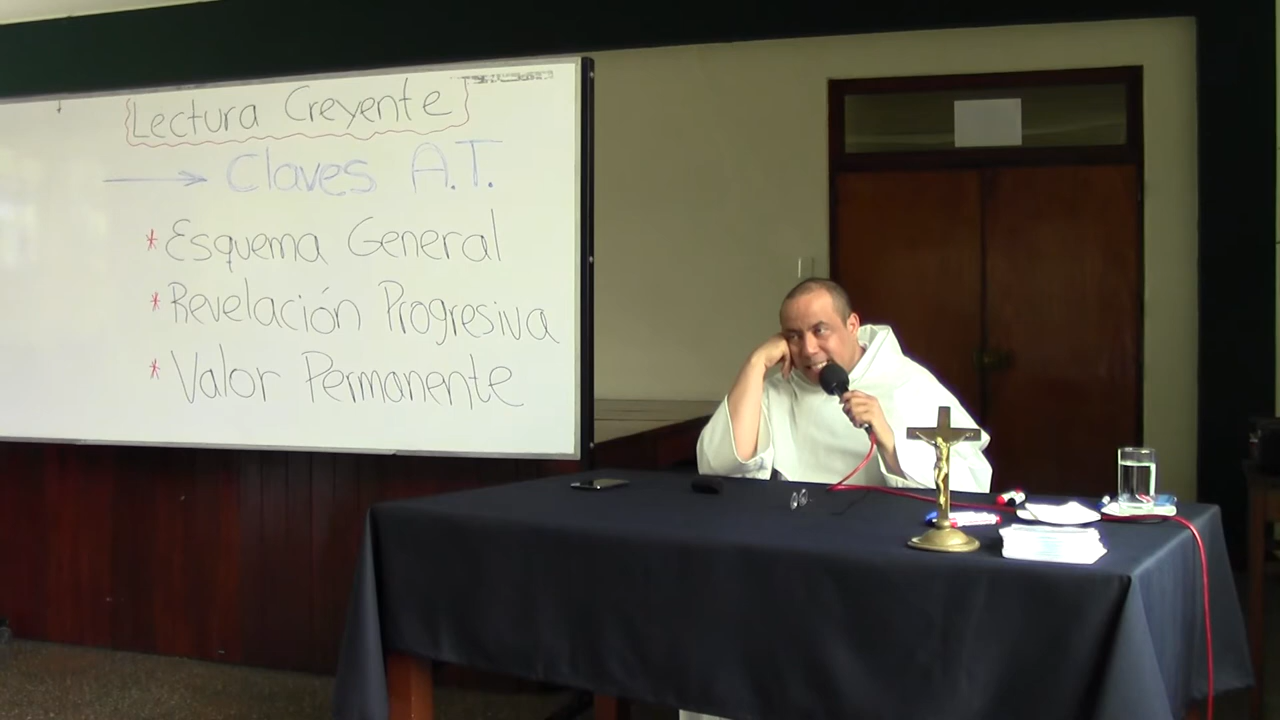 Lectura Creyente
Claves A.T.
* Esquema General
* Revelación Progresiva
* Valor Permanente